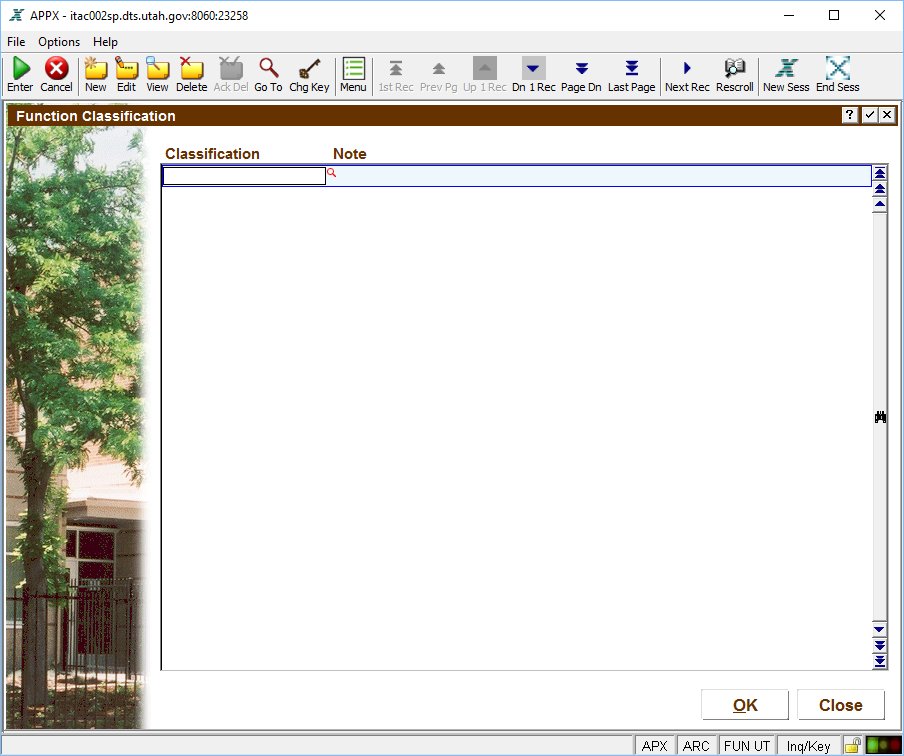 APPX - itac002sp.dts.utah.gov:8060:23258
File Options Help
Enter Cancel New Edit View Delete Ack Del Go To Chg Key Menu 1st Rec Prev Pg Up 1 Rec Dn 1 Rec Page Dn Last Page Next Rec Rescroll New Sess End Sess
Function Classification ?
Classification Note
OK Close
APX ARC FUN UT Inq/Key